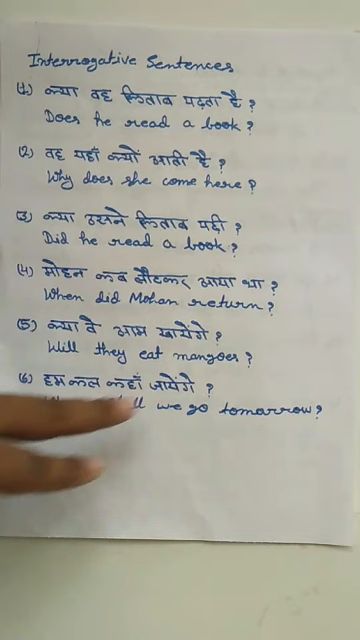 Interrogative Sentences
(1) क्या वह किताब पढ़ता है ?
Does he read a book ?
(2) वह यहाँ क्यों आती है ?
Why does she come here ?
(3) क्या उसने किताब पढ़ी ?
Did he read a book ?
(4) मोहन कब लौटकर आया था ?
When did Mohan return ?
(5) क्या वे आम खायेंगे ?
Will they eat mangoes ?
(6) हम कल कहाँ जायेंगे ?
we go tomorrow ?